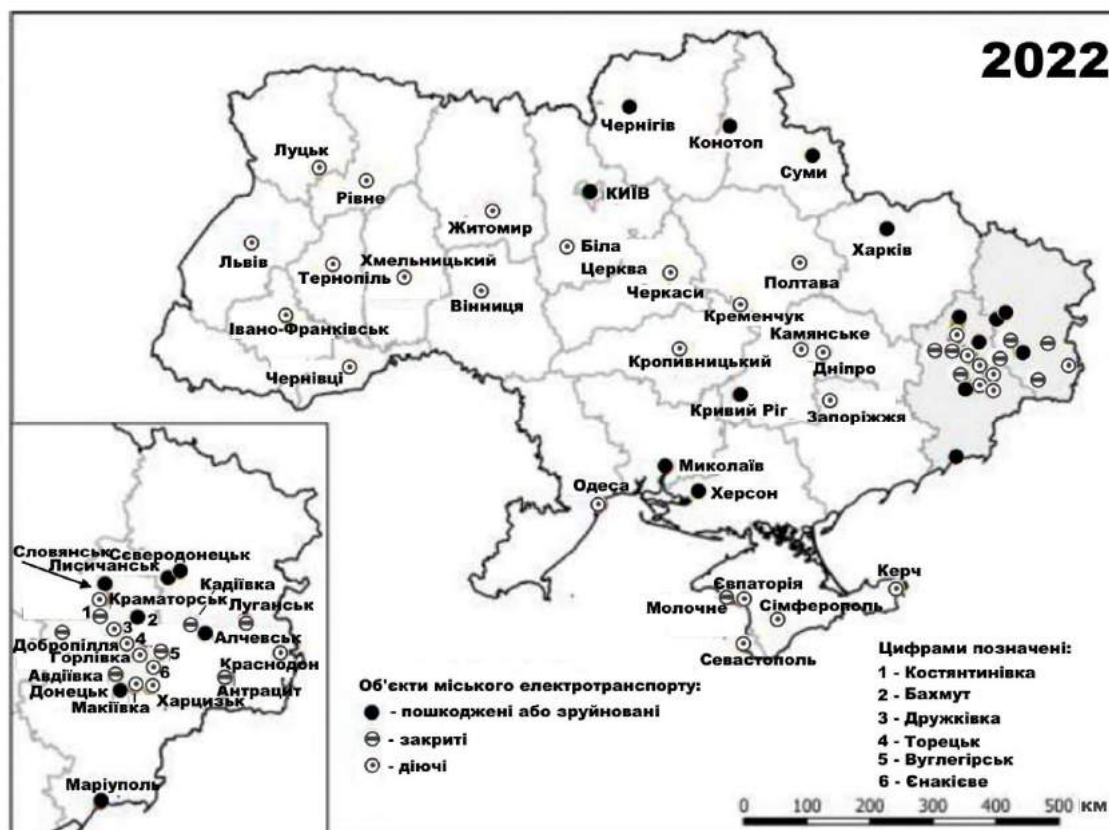 2022
Чернігів
Конотоп
Суми
Луцьк
Рівне
КИЇВ
Житомир
Харків
Львів
Тернопіль
Хмельницький
Біла
Церква
Черкаси
Полтава
Вінниця
Кременчук
Івано-Франківськ
Камянське
Кропивницький
Дніпро
Чернівці
Кривий Ріг
Запоріжжя
Миколаїв
Одеса
Херсон
Керч
Євпаторія
Молочне
Сімферополь
Севастополь
Словянськ
Сєверодонецьк
Лисичанськ
Кадіївка
Краматорськ
Луганськ
1
2
3
Алчевськ
Добропілля
4
Горлівка
5
Краснодон
6
Авдіївка
Антрацит
Донецьк
Харцизьк
Макіївка
Маріуполь
Об'єкти міського електротранспорту:
- пошкоджені або зруйновані
- закриті
- діючі
Цифрами позначені:
1 - Костянтинівка
2 - Бахмут
3 - Дружківка
4 - Торецьк
5 - Вуглегірськ
6 - Єнакієве
0 100 200 300 400 500 км